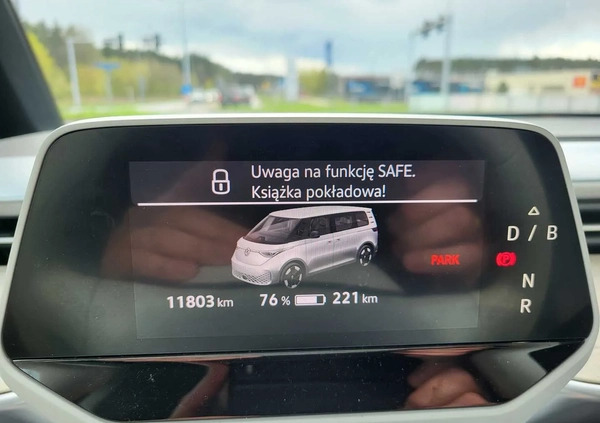 Uwaga na funkcję SAFE.
Książka pokładowa!
D / B
PARK
P
N
R
11803 km 76 % 221 km